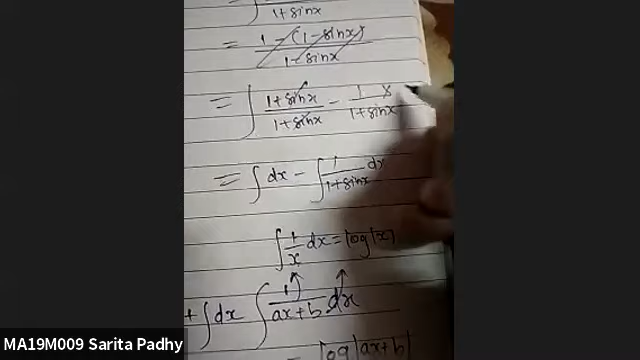 ∫ 1+sinx
= 1-(1-sinx) / 1-sinx
= ∫ 1+sinx / 1+sinx - 1 / 1+sinx
= ∫ dx - ∫ 1 / 1+sinx dx
∫ 1/x dx = log|x|
+ ∫ dx ∫ 1 / ax+b dx
= log|ax+b|
MA19M009 Sarita Padhy